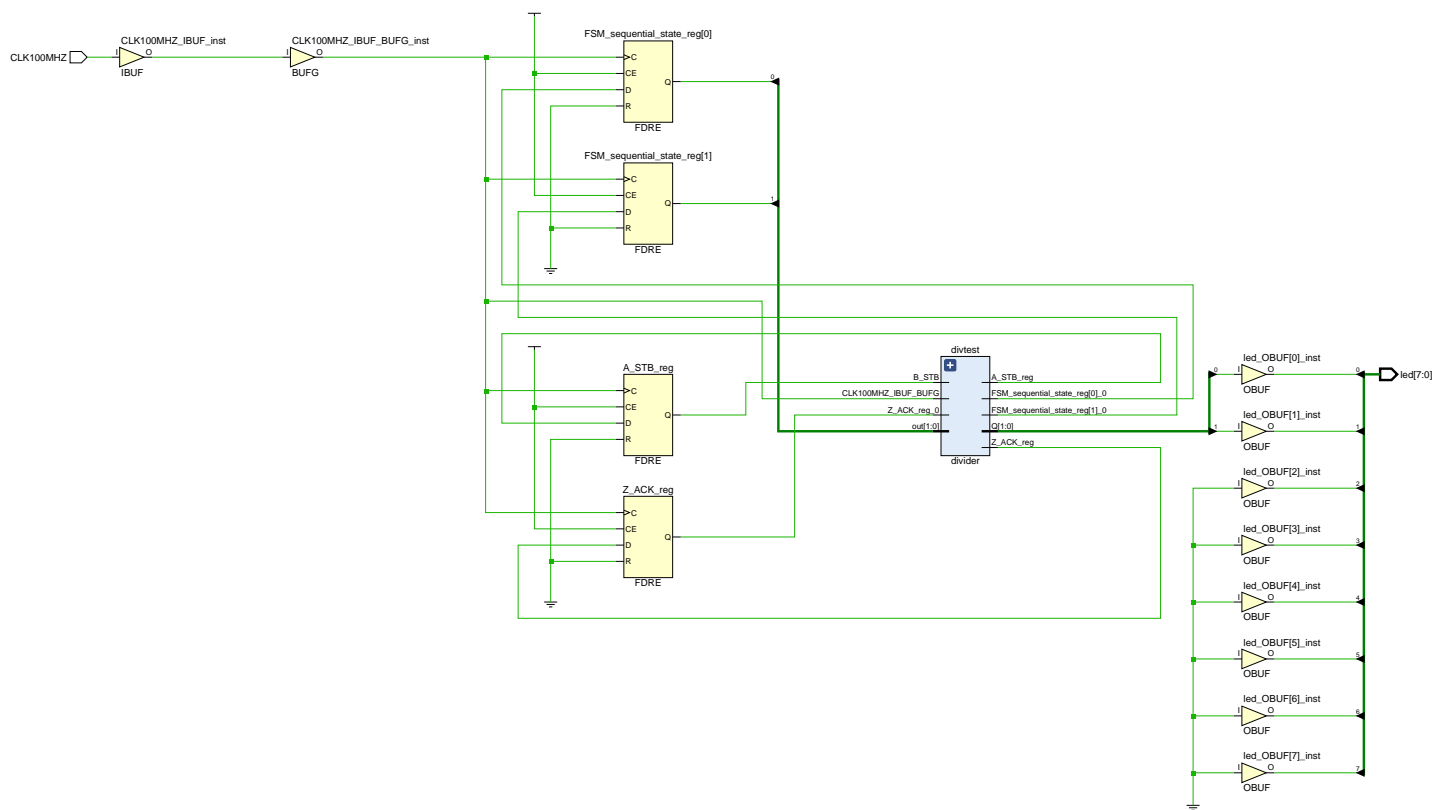 CLK100MHZ
CLK100MHZ_IBUF_inst
I O
IBUF
CLK100MHZ_IBUF_BUFG_inst
I O
BUFG
FSM_sequential_state_reg[0]
C
CE
D
R
Q
FDRE
0
FSM_sequential_state_reg[1]
C
CE
D
R
Q
FDRE
1
A_STB_reg
C
CE
D
R
Q
FDRE
Z_ACK_reg
C
CE
D
R
Q
FDRE
divtest
B_STB
CLK100MHZ_IBUF_BUFG
Z_ACK_reg_0
out[1:0]
A_STB_reg
FSM_sequential_state_reg[0]_0
FSM_sequential_state_reg[1]_0
Q[1:0]
Z_ACK_reg
divider
led_OBUF[0]_inst
0 I O 0
OBUF
led_OBUF[1]_inst
1 I O 1
OBUF
led_OBUF[2]_inst
I O 2
OBUF
led_OBUF[3]_inst
I O 3
OBUF
led_OBUF[4]_inst
I O 4
OBUF
led_OBUF[5]_inst
I O 5
OBUF
led_OBUF[6]_inst
I O 6
OBUF
led_OBUF[7]_inst
I O 7
OBUF
led[7:0]